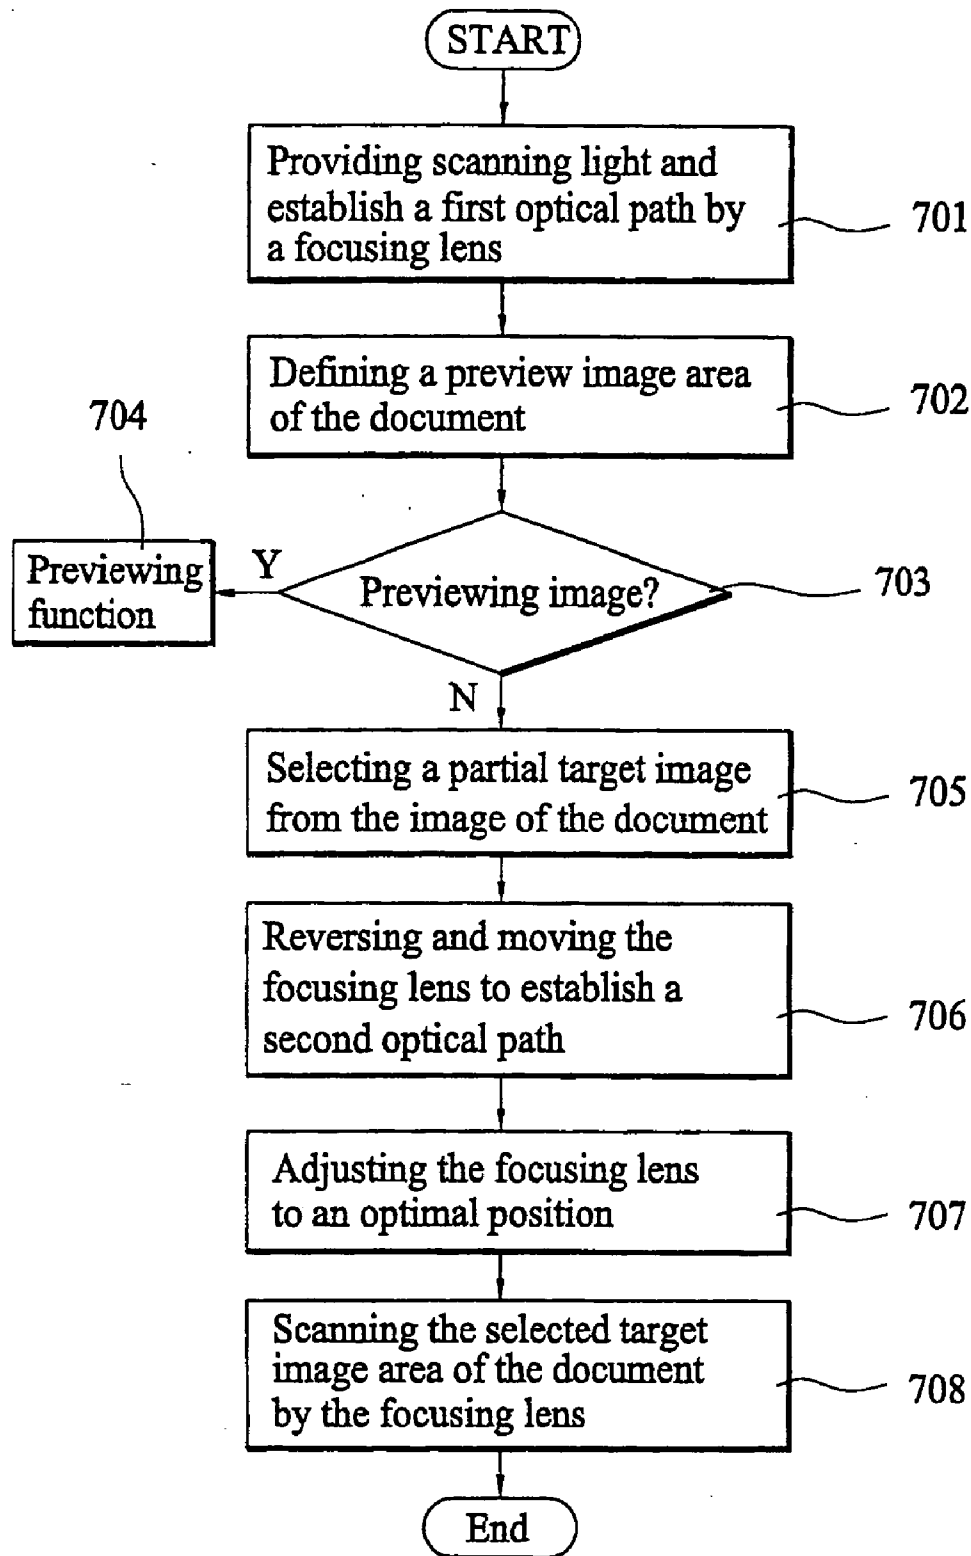 START
Providing scanning light and
establish a first optical path by
a focusing lens
701
Defining a preview image area
of the document
702
704
Previewing
function
Y
Previewing image?
703
N
Selecting a partial target image
from the image of the document
705
Reversing and moving the
focusing lens to establish a
second optical path
706
Adjusting the focusing lens
to an optimal position
707
Scanning the selected target
image area of the document
by the focusing lens
708
End